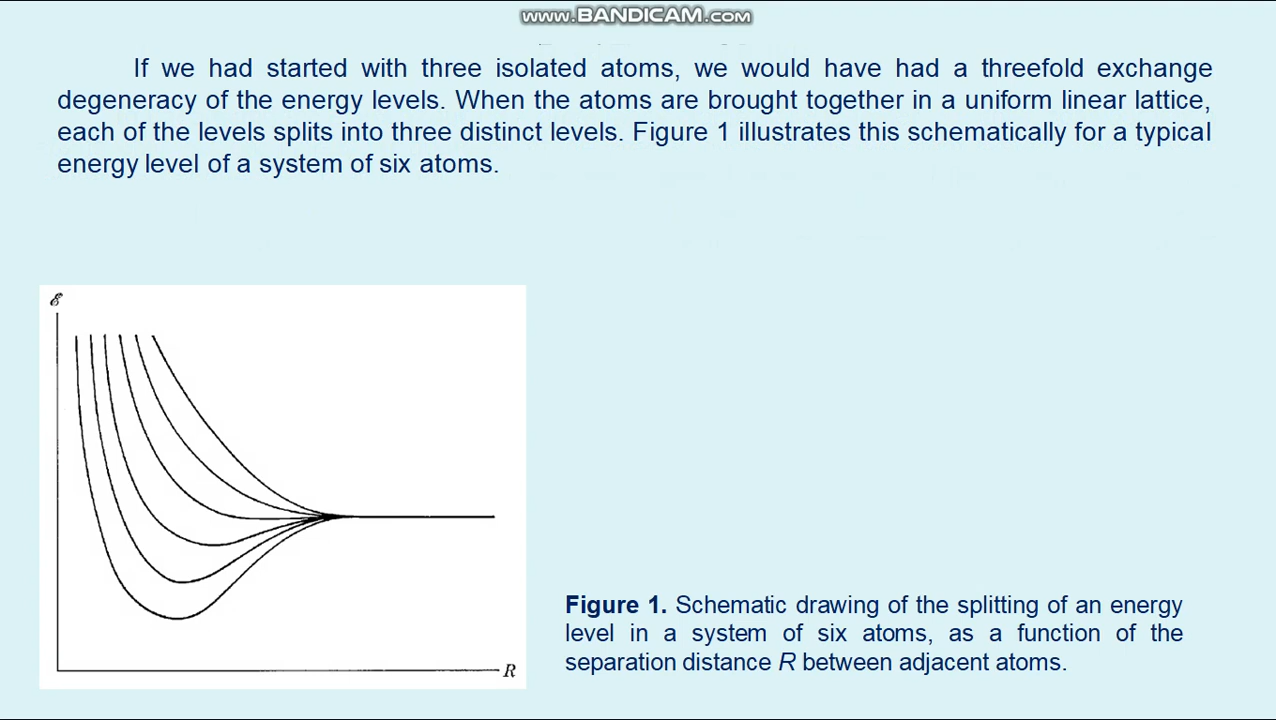 www.BANDICAM.com
If we had started with three isolated atoms, we would have had a threefold exchange
degeneracy of the energy levels. When the atoms are brought together in a uniform linear lattice,
each of the levels splits into three distinct levels. Figure 1 illustrates this schematically for a typical
energy level of a system of six atoms.
ℰ
R
Figure 1. Schematic drawing of the splitting of an energy
level in a system of six atoms, as a function of the
separation distance R between adjacent atoms.